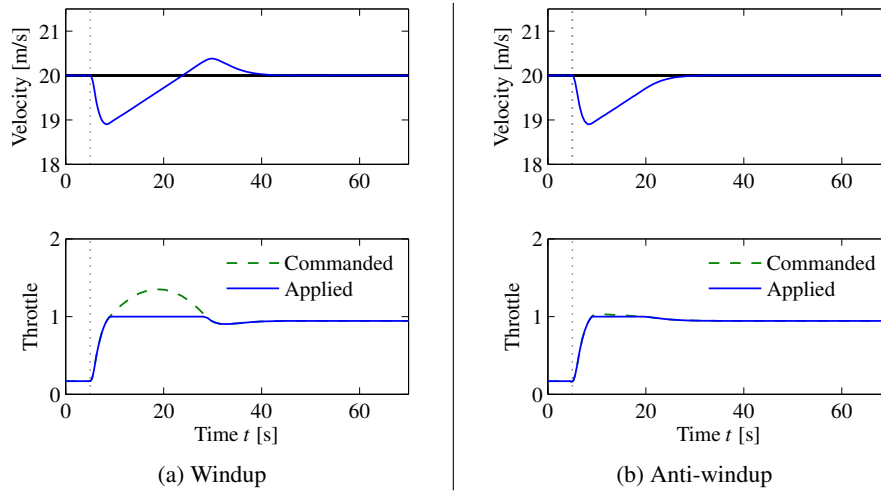 21
20
19
18
Velocity [m/s]
0 20 40 60
2
1
0
Throttle
Commanded
Applied
0 20 40 60
Time t [s]
(a) Windup
21
20
19
18
Velocity [m/s]
0 20 40 60
2
1
0
Throttle
Commanded
Applied
0 20 40 60
Time t [s]
(b) Anti-windup